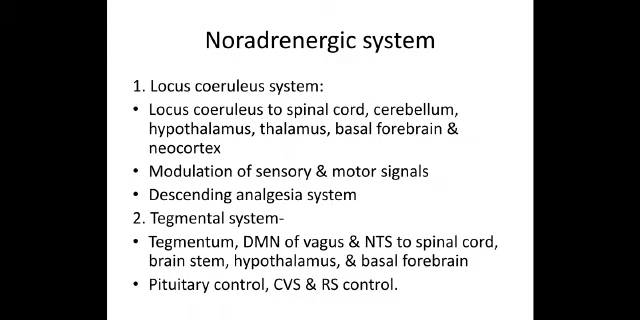 Noradrenergic system
1. Locus coeruleus system:
• Locus coeruleus to spinal cord, cerebellum,
hypothalamus, thalamus, basal forebrain &
neocortex
• Modulation of sensory & motor signals
• Descending analgesia system
2. Tegmental system-
• Tegmentum, DMN of vagus & NTS to spinal cord,
brain stem, hypothalamus, & basal forebrain
• Pituitary control, CVS & RS control.